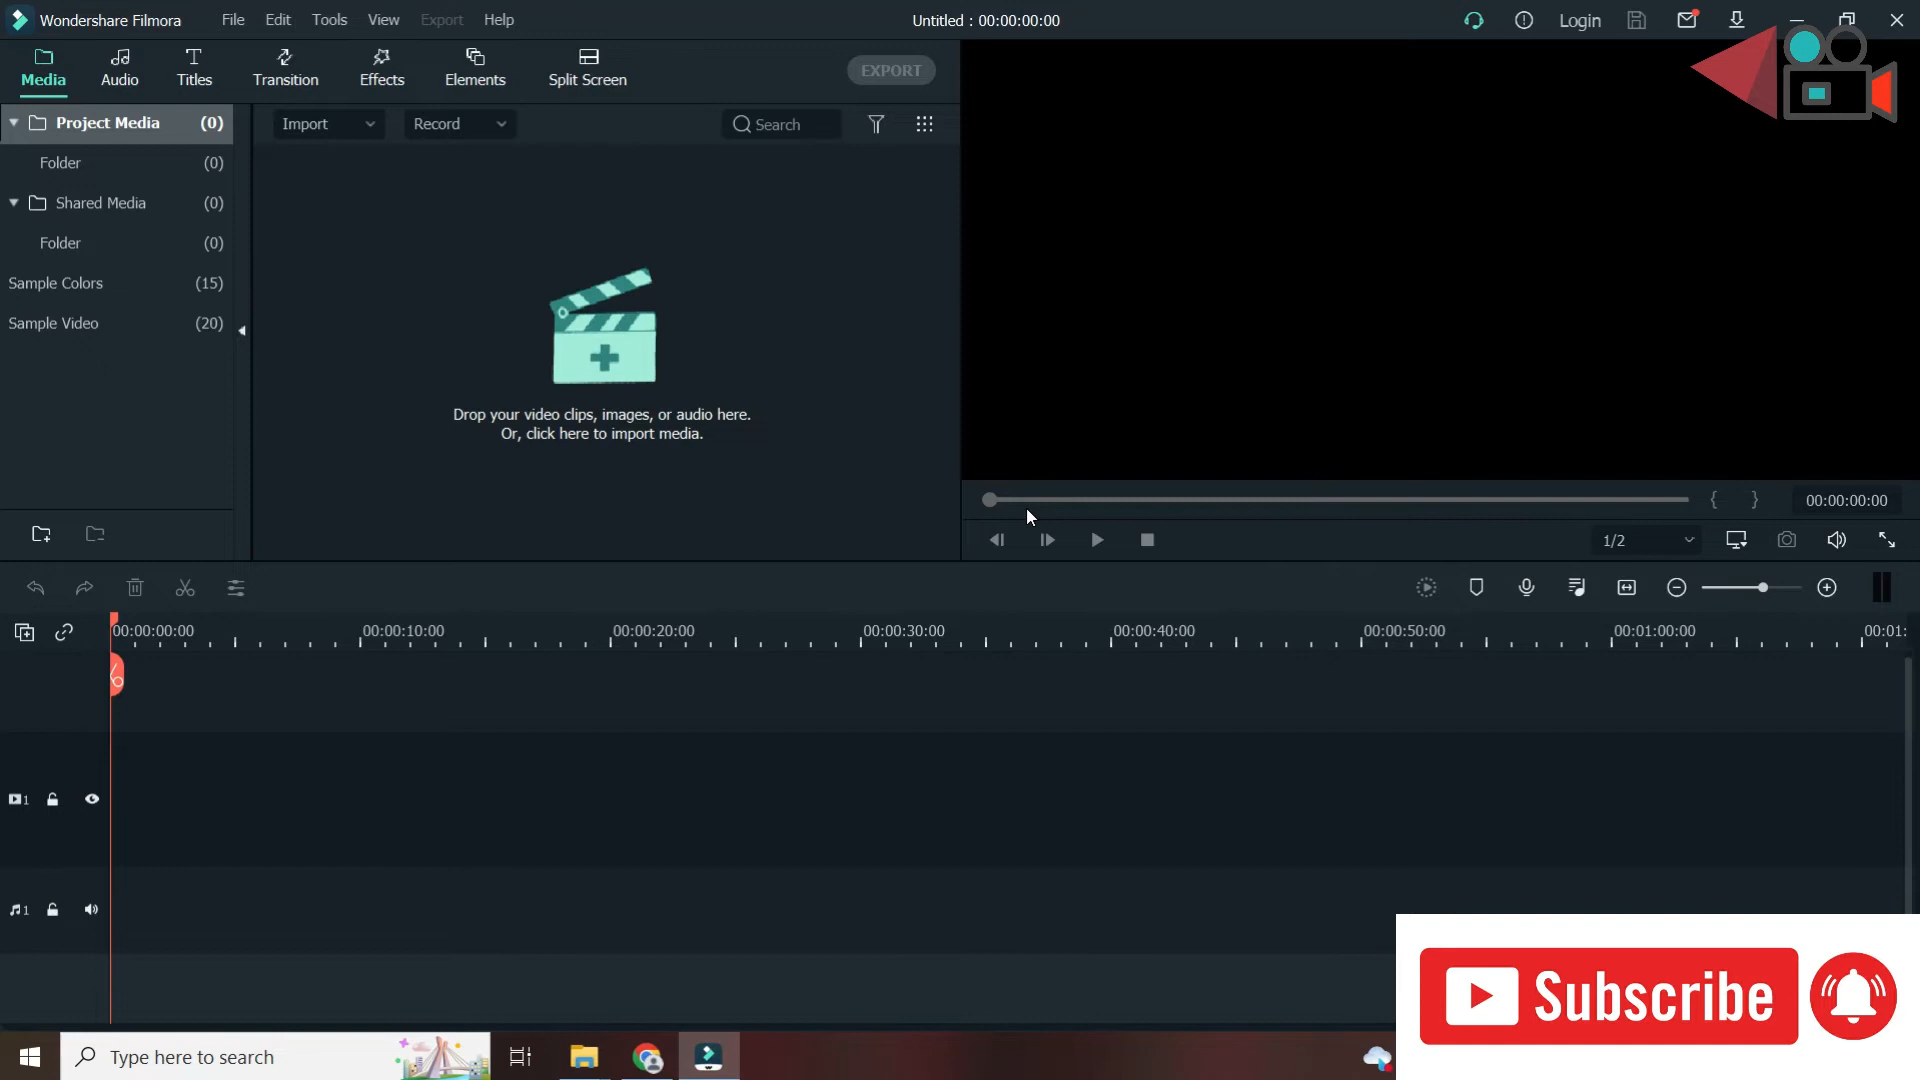 Wondershare Filmora File Edit Tools View Export Help Untitled : 00:00:00:00 Login
Media Audio Titles Transition Effects Elements Split Screen EXPORT
Project Media (0) Import Record Search
Folder (0)
Shared Media (0)
Folder (0)
Sample Colors (15)
Sample Video (20)
Drop your video clips, images, or audio here.
Or, click here to import media.
{ } 00:00:00:00
1/2
00:00:00:00 00:00:10:00 00:00:20:00 00:00:30:00 00:00:40:00 00:00:50:00 00:01:00:00 00:01:
1
1
Subscribe
Type here to search